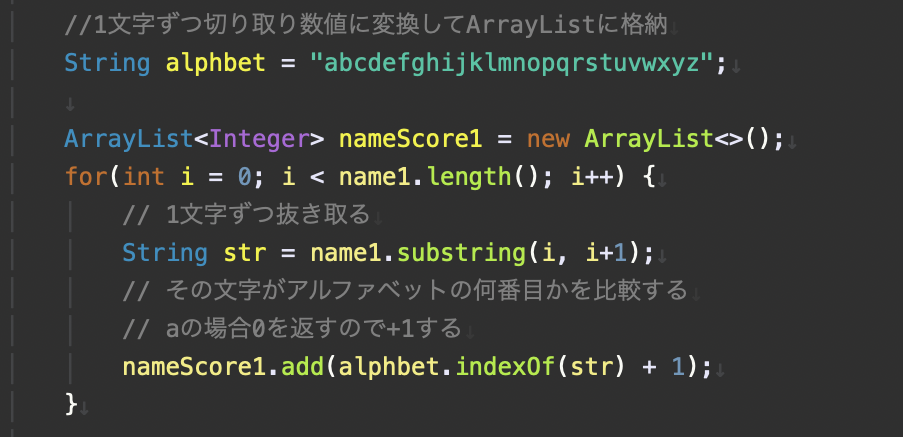 //1文字ずつ切り取り数値に変換してArrayListに格納↓
String alphbet = "abcdefghijklmnopqrstuvwxyz";↓
↓
ArrayList<Integer> nameScore1 = new ArrayList<>();↓
for(int i = 0; i < name1.length(); i++) {↓
// 1文字ずつ抜き取る↓
String str = name1.substring(i, i+1);↓
// その文字がアルファベットの何番目かを比較する↓
// aの場合0を返すので+1する↓
nameScore1.add(alphbet.indexOf(str) + 1);↓
}↓